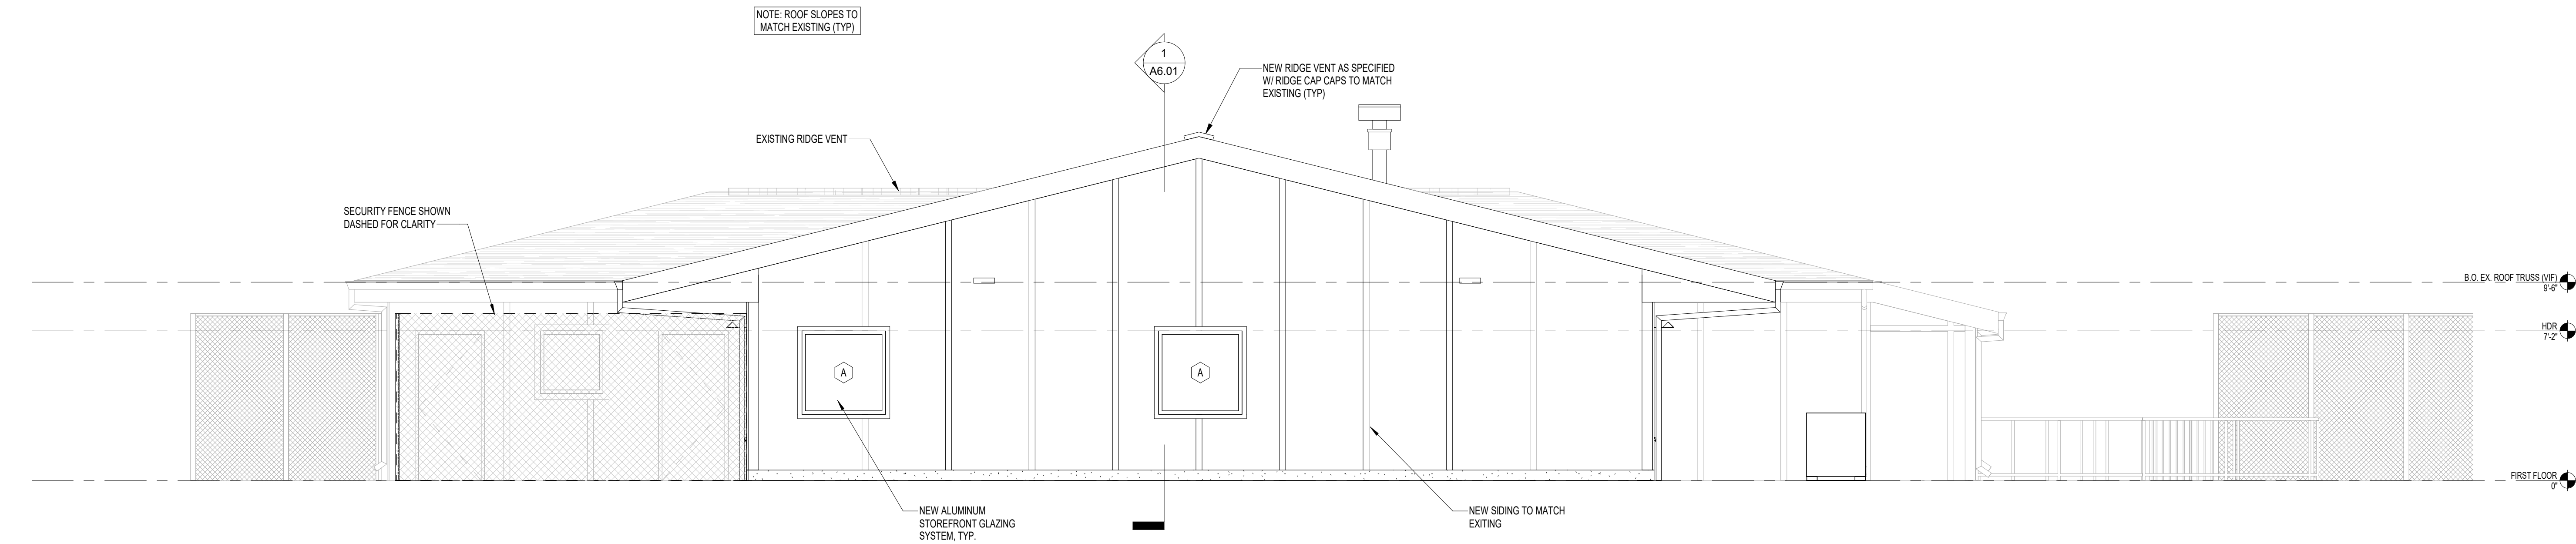 NOTE: ROOF SLOPES TO
MATCH EXISTING (TYP)
1
A6.01
NEW RIDGE VENT AS SPECIFIED
W/ RIDGE CAP CAPS TO MATCH
EXISTING (TYP)
EXISTING RIDGE VENT
SECURITY FENCE SHOWN
DASHED FOR CLARITY
B.O. EX. ROOF TRUSS (VIF)
9'-6"
HDR
7'-2"
A
A
FIRST FLOOR
0"
NEW ALUMINUM
STOREFRONT GLAZING
SYSTEM, TYP.
NEW SIDING TO MATCH
EXITING